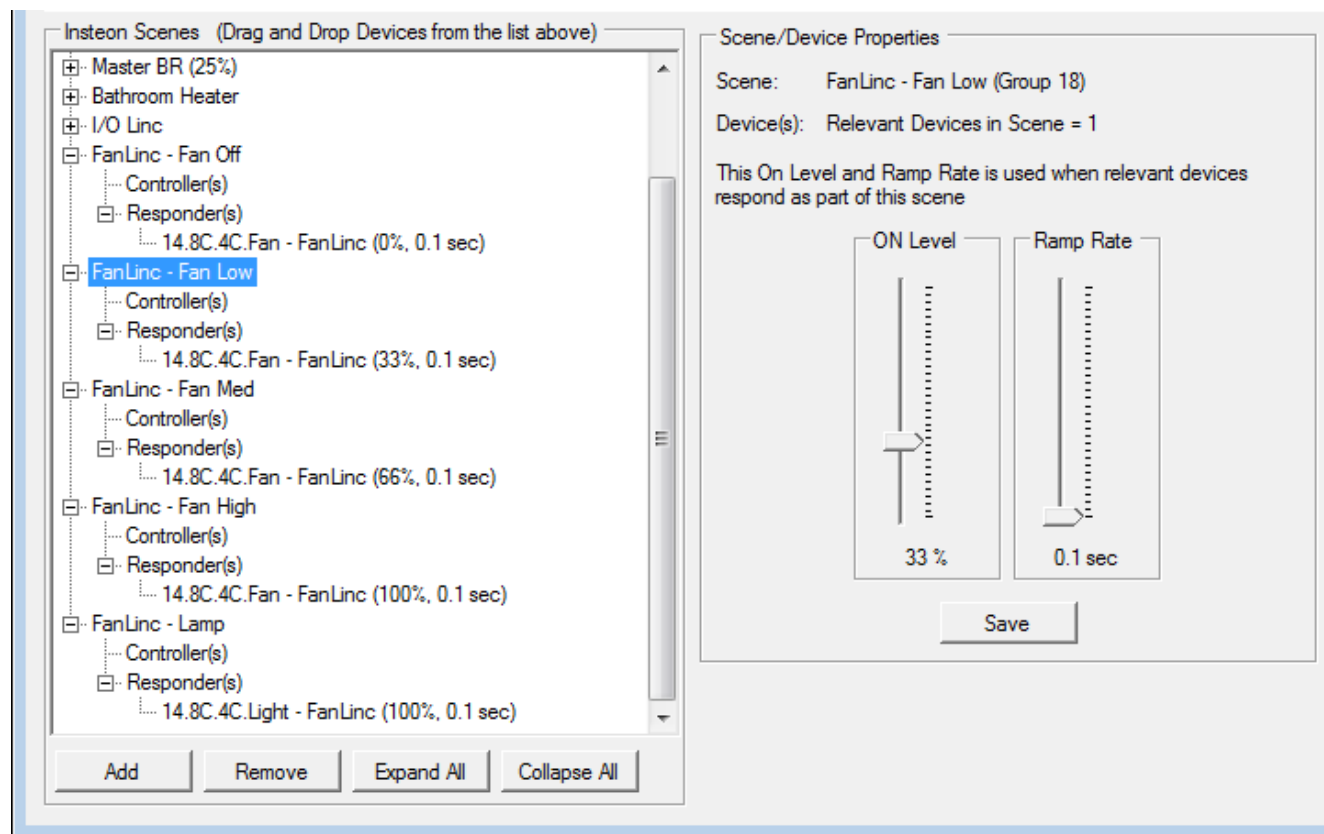 Insteon Scenes (Drag and Drop Devices from the list above)
Master BR (25%)
Bathroom Heater
I/O Linc
FanLinc - Fan Off
Controller(s)
Responder(s)
14.8C.4C.Fan - FanLinc (0%, 0.1 sec)
FanLinc - Fan Low
Controller(s)
Responder(s)
14.8C.4C.Fan - FanLinc (33%, 0.1 sec)
FanLinc - Fan Med
Controller(s)
Responder(s)
14.8C.4C.Fan - FanLinc (66%, 0.1 sec)
FanLinc - Fan High
Controller(s)
Responder(s)
14.8C.4C.Fan - FanLinc (100%, 0.1 sec)
FanLinc - Lamp
Controller(s)
Responder(s)
14.8C.4C.Light - FanLinc (100%, 0.1 sec)
Add Remove Expand All Collapse All
Scene/Device Properties
Scene: FanLinc - Fan Low (Group 18)
Device(s): Relevant Devices in Scene = 1
This On Level and Ramp Rate is used when relevant devices
respond as part of this scene
ON Level Ramp Rate
33 % 0.1 sec
Save